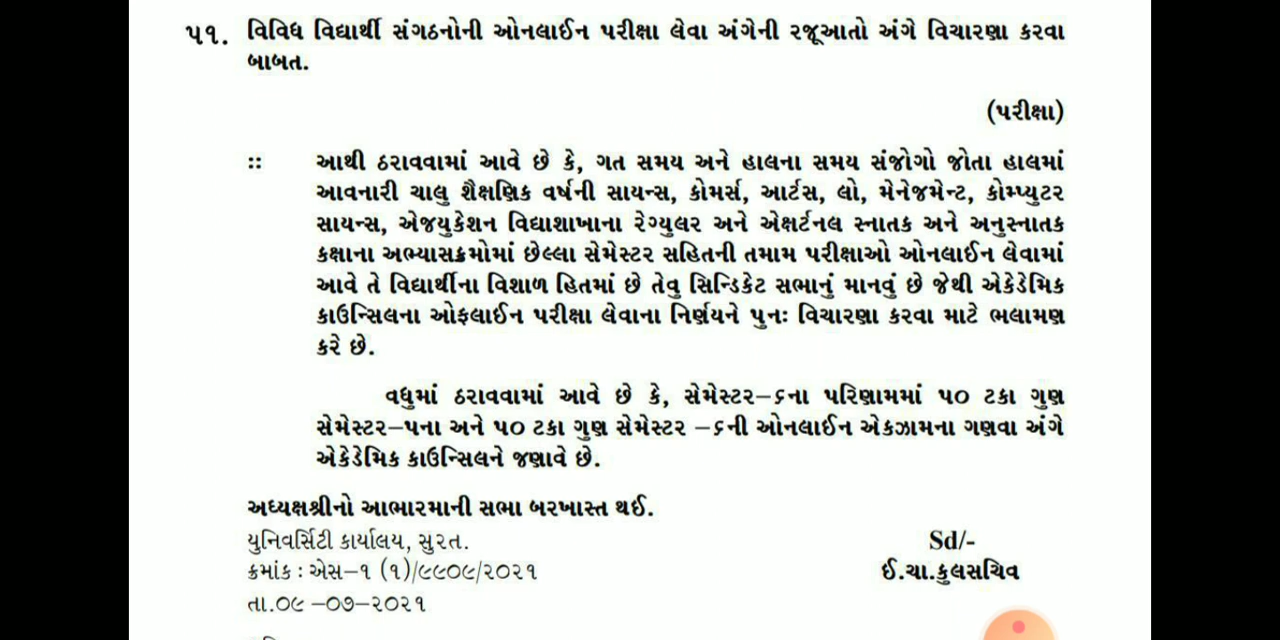 ૫૧. વિવિધ વિદ્યાર્થી સંગઠનોની ઓનલાઈન પરીક્ષા લેવા અંગેની રજૂઆતો અંગે વિચારણા કરવા
બાબત.
(પરીક્ષા)
:: આથી ઠરાવવામાં આવે છે કે, ગત સમય અને હાલના સમય સંજોગો જોતા હાલમાં
આવનારી ચાલુ શૈક્ષણિક વર્ષની સાયન્સ, કોમર્સ, આર્ટસ, લો, મેનેજમેન્ટ, કોમ્પ્યુટર
સાયન્સ, એજયુકેશન વિદ્યાશાખાના રેગ્યુલર અને એક્ષર્ટનલ સ્નાતક અને અનુસ્નાતક
કક્ષાના અભ્યાસક્રમોમાં છેલ્લા સેમેસ્ટર સહિતની તમામ પરીક્ષાઓ ઓનલાઈન લેવામાં
આવે તે વિદ્યાર્થીના વિશાળ હિતમાં છે તેવુ સિન્ડિકેટ સભાનું માનવું છે જેથી એકેડેમિક
કાઉન્સિલના ઓફલાઈન પરીક્ષા લેવાના નિર્ણયને પુનઃ વિચારણા કરવા માટે ભલામણ
કરે છે.
વધુમાં ઠરાવવામાં આવે છે કે, સેમેસ્ટર–૬ના પરિણામમાં ૫૦ ટકા ગુણ
સેમેસ્ટર–૫ના અને ૫૦ ટકા ગુણ સેમેસ્ટર –૬ની ઓનલાઈન એકઝામના ગણવા અંગે
એકેડેમિક કાઉન્સિલને જણાવે છે.
અધ્યક્ષશ્રીનો આભારમાની સભા બરખાસ્ત થઈ.
યુનિવર્સિટી કાર્યાલય, સુરત.
Sd/-
ક્રમાંક : એસ–૧ (૧)/૯૯૦૯/૨૦૨૧
ઈ.ચા.કુલસચિવ
તા.૦૯ –૦૭–૨૦૨૧